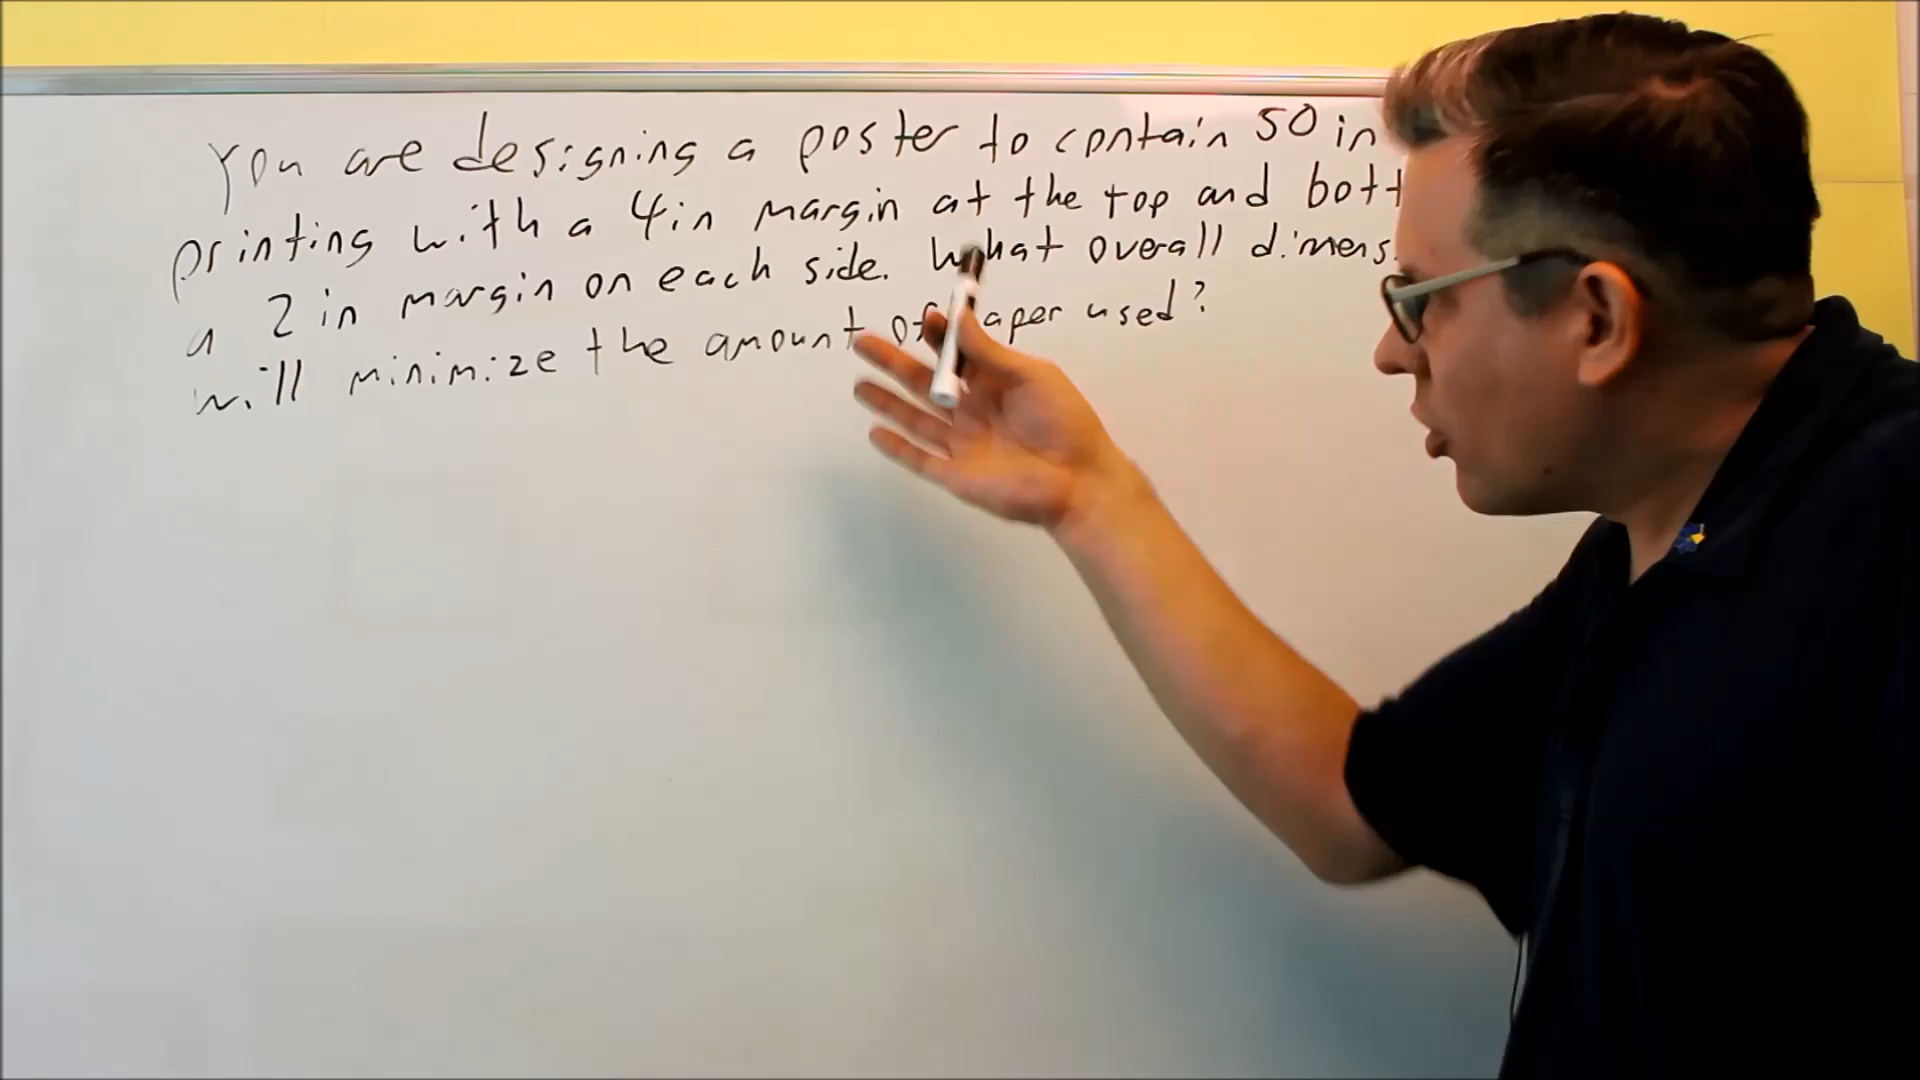 You are designing a poster to contain 50 in
printing with a 4in margin at the top and bott
a 2 in margin on each side. What overall dimens
will minimize the amount of aper used?